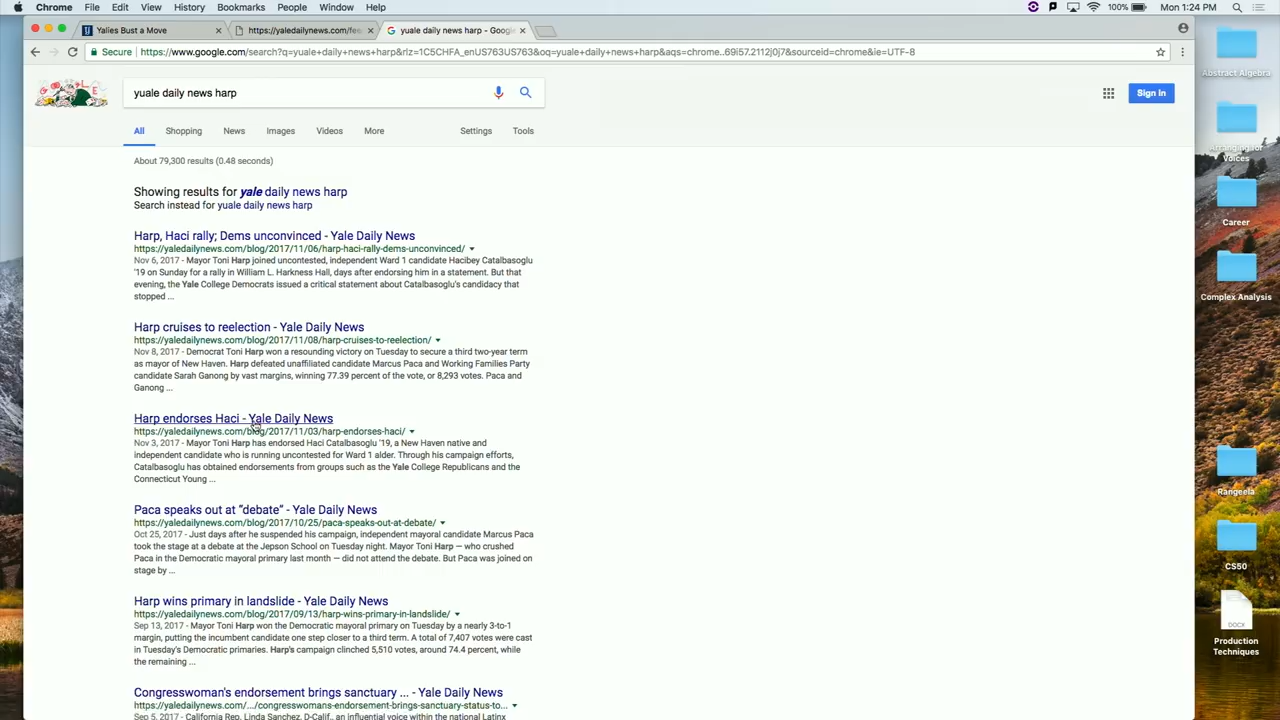 Chrome File Edit View History Bookmarks People Window Help 100% Mon 1:24 PM
Yalies Bust a Move https://yaledailynews.com/fee yuale daily news harp - Goog
Secure https://www.google.com/search?q=yuale+daily+news+harp&rlz=1C5CHFA_enUS763US763&oq=yuale+daily+news+harp&aqs=chrome..69i57.2112j0j7&sourceid=chrome&ie=UTF-8
yuale daily news harp
Sign in
All Shopping News Images Videos More Settings Tools
About 79,300 results (0.48 seconds)
Showing results for yale daily news harp
Search instead for yuale daily news harp
Harp, Haci rally; Dems unconvinced - Yale Daily News
https://yaledailynews.com/blog/2017/11/06/harp-haci-rally-dems-unconvinced/
Nov 6, 2017 - Mayor Toni Harp joined uncontested, independent Ward 1 candidate Hacibey Catalbasoglu
'19 on Sunday for a rally in William L. Harkness Hall, days after endorsing him in a statement. But that
evening, the Yale College Democrats issued a critical statement about Catalbasoglu's candidacy that
stopped ...
Harp cruises to reelection - Yale Daily News
https://yaledailynews.com/blog/2017/11/08/harp-cruises-to-reelection/
Nov 8, 2017 - Democrat Toni Harp won a resounding victory on Tuesday to secure a third two-year term
as mayor of New Haven. Harp defeated unaffiliated candidate Marcus Paca and Working Families Party
candidate Sarah Ganong by vast margins, winning 77.39 percent of the vote, or 8,293 votes. Paca and
Ganong ...
Harp endorses Haci - Yale Daily News
https://yaledailynews.com/blog/2017/11/03/harp-endorses-haci/
Nov 3, 2017 - Mayor Toni Harp has endorsed Haci Catalbasoglu '19, a New Haven native and
independent candidate who is running uncontested for Ward 1 alder. Through his campaign efforts,
Catalbasoglu has obtained endorsements from groups such as the Yale College Republicans and the
Connecticut Young ...
Paca speaks out at "debate" - Yale Daily News
https://yaledailynews.com/blog/2017/10/25/paca-speaks-out-at-debate/
Oct 25, 2017 - Just days after he suspended his campaign, independent mayoral candidate Marcus Paca
took the stage at a debate at the Jepson School on Tuesday night. Mayor Toni Harp — who crushed
Paca in the Democratic mayoral primary last month — did not attend the debate. But Paca was joined on
stage by ...
Harp wins primary in landslide - Yale Daily News
https://yaledailynews.com/blog/2017/09/13/harp-wins-primary-in-landslide/
Sep 13, 2017 - Mayor Toni Harp won the Democratic mayoral primary by a nearly 3-to-1
margin, putting the incumbent candidate one step closer to a third term. A total of 7,407 votes were cast
in Tuesday's Democratic primaries. Harp's campaign clinched 5,510 votes, around 74.4 percent, while
the remaining ...
Congresswoman's endorsement brings sanctuary ... - Yale Daily News
https://yaledailynews.com/.../congresswomans-endorsement-brings-sanctuary-status-to...
Sep 5, 2017 - California Rep. Linda Sanchez, D-Calif., an influential voice within the national Latinx
Abstract Algebra
Arranging for
Voices
Career
Complex Analysis
Rangeela
CS50
DOCX
Production
Techniques